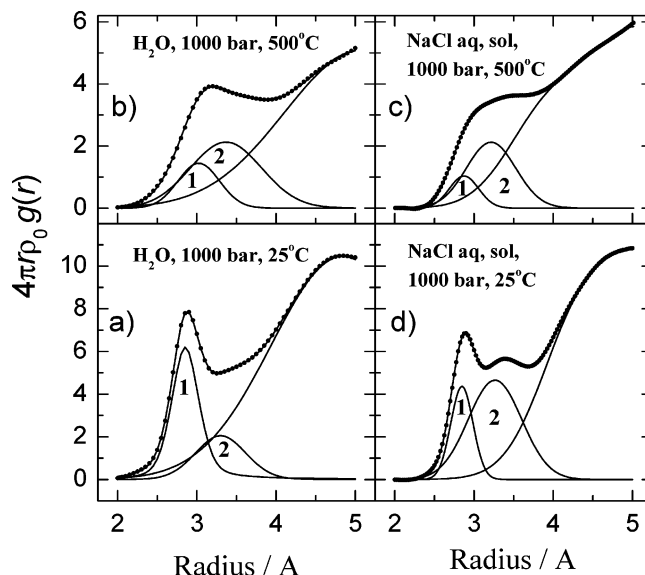 H₂O, 1000 bar, 500°C
b)
6
4
2
0
1
2
NaCl aq, sol,
1000 bar, 500°C
c)
1
2
4πrρ₀ g(r)
H₂O, 1000 bar, 25°C
a)
10
8
6
4
2
0
1
2
NaCl aq, sol,
1000 bar, 25°C
d)
1
2
2 3 4 5
2 3 4 5
Radius / A
Radius / A